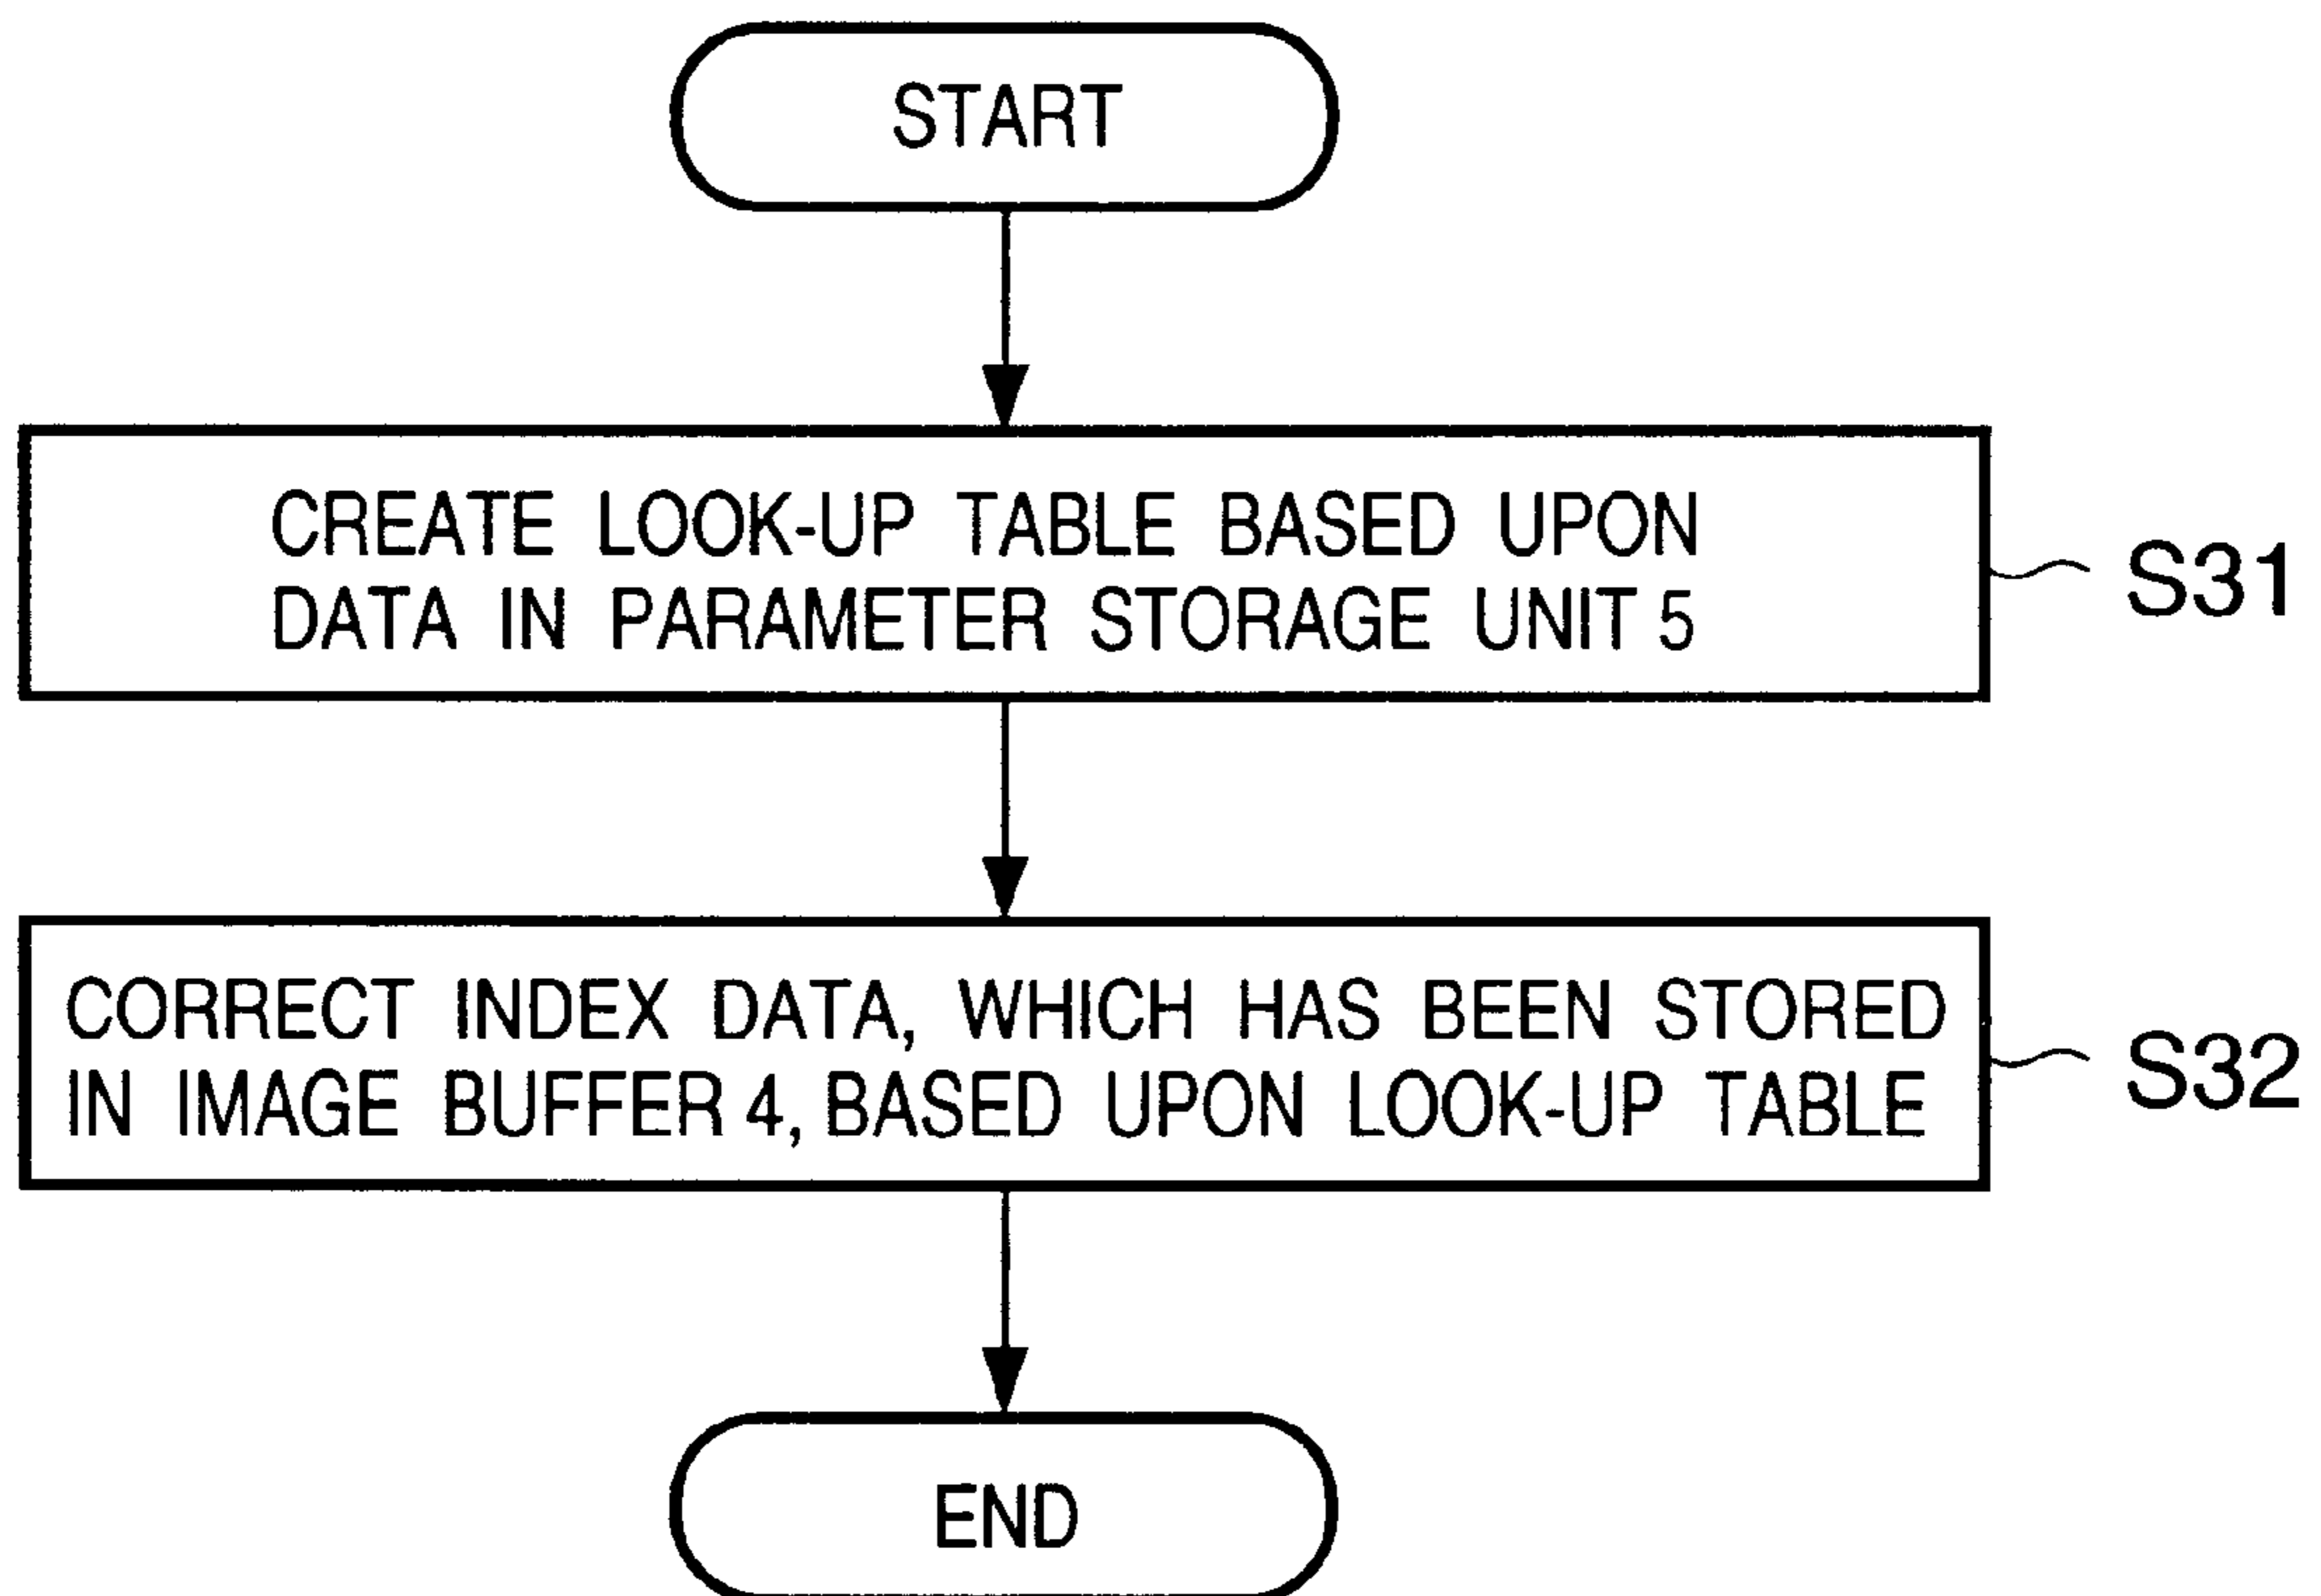 START
CREATE LOOK-UP TABLE BASED UPON
DATA IN PARAMETER STORAGE UNIT 5
S31
CORRECT INDEX DATA, WHICH HAS BEEN STORED
IN IMAGE BUFFER 4, BASED UPON LOOK-UP TABLE
S32
END